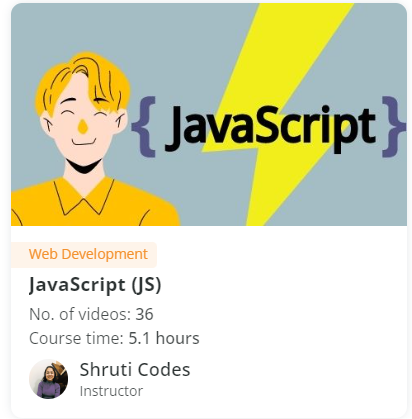 { JavaScript }
Web Development
JavaScript (JS)
No. of videos: 36
Course time: 5.1 hours
Shruti Codes
Instructor